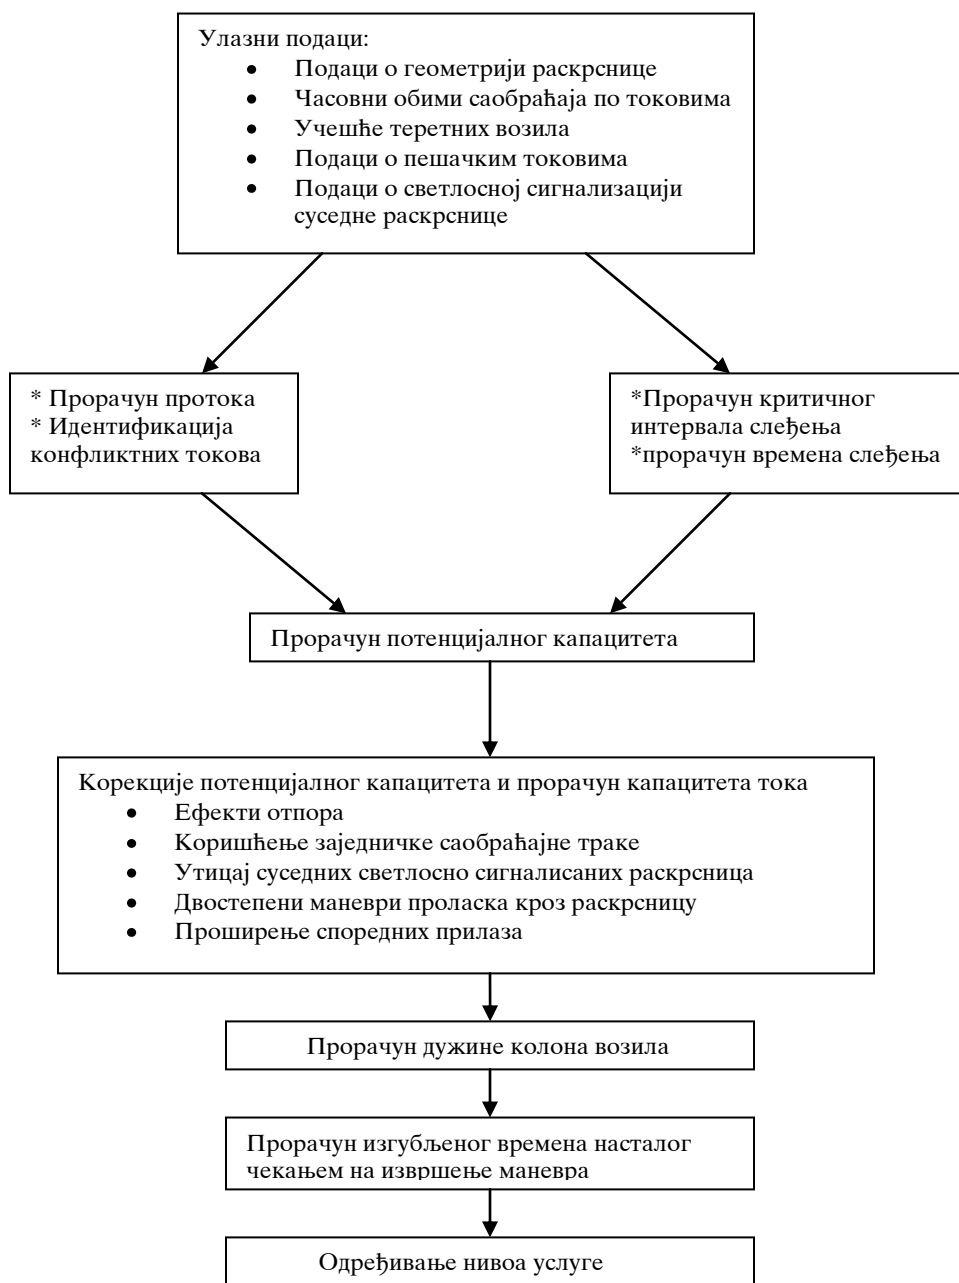 Улазни подаци:
• Подаци о геометрији раскрснице
• Часовни обими саобраћаја по токовима
• Учешће теретних возила
• Подаци о пешачким токовима
• Подаци о светлосној сигнализацији
суседне раскрснице
* Прорачун протока
* Идентификација
конфликтних токова
*Прорачун критичног
интервала слеђења
*прорачун времена слеђења
Прорачун потенцијалног капацитета
Корекције потенцијалног капацитета и прорачун капацитета тока
• Ефекти отпора
• Коришћење заједничке саобраћајне траке
• Утицај суседних светлосно сигналисаних раскрсница
• Двостепени маневри проласка кроз раскрсницу
• Проширење споредних прилаза
Прорачун дужине колона возила
Прорачун изгубљеног времена насталог
чекањем на извршење маневра
Одређивање нивоа услуге